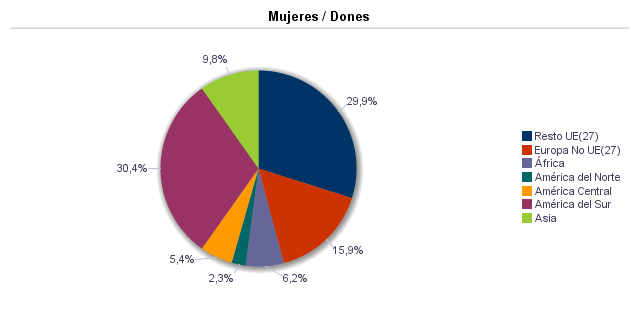 Mujeres / Dones
9,8%
29,9%
30,4%
15,9%
5,4%
2,3%
6,2%
Resto UE(27)
Europa No UE(27)
África
América del Norte
América Central
América del Sur
Asia